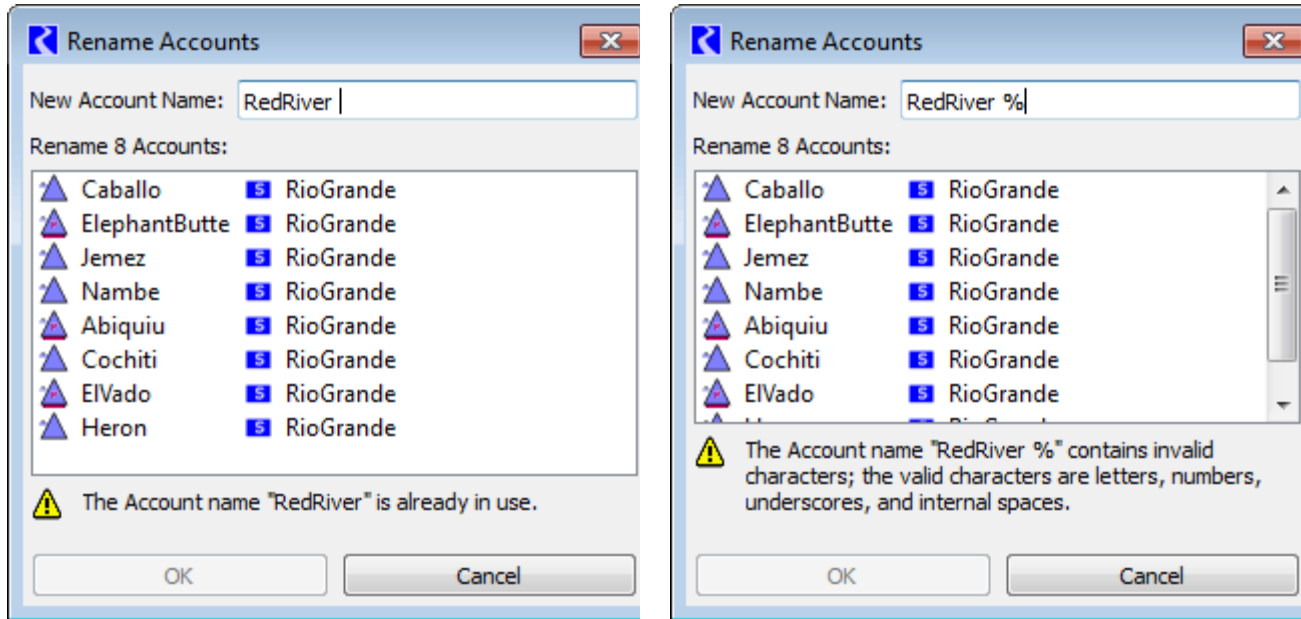 Rename Accounts
New Account Name: RedRiver
Rename 8 Accounts:
Caballo S RioGrande
ElephantButte S RioGrande
Jemez S RioGrande
Nambe S RioGrande
Abiquiu S RioGrande
Cochiti S RioGrande
ElVado S RioGrande
Heron S RioGrande
The Account name "RedRiver" is already in use.
OK Cancel
Rename Accounts
New Account Name: RedRiver %
Rename 8 Accounts:
Caballo S RioGrande
ElephantButte S RioGrande
Jemez S RioGrande
Nambe S RioGrande
Abiquiu S RioGrande
Cochiti S RioGrande
ElVado S RioGrande
The Account name "RedRiver %" contains invalid
characters; the valid characters are letters, numbers,
underscores, and internal spaces.
OK Cancel